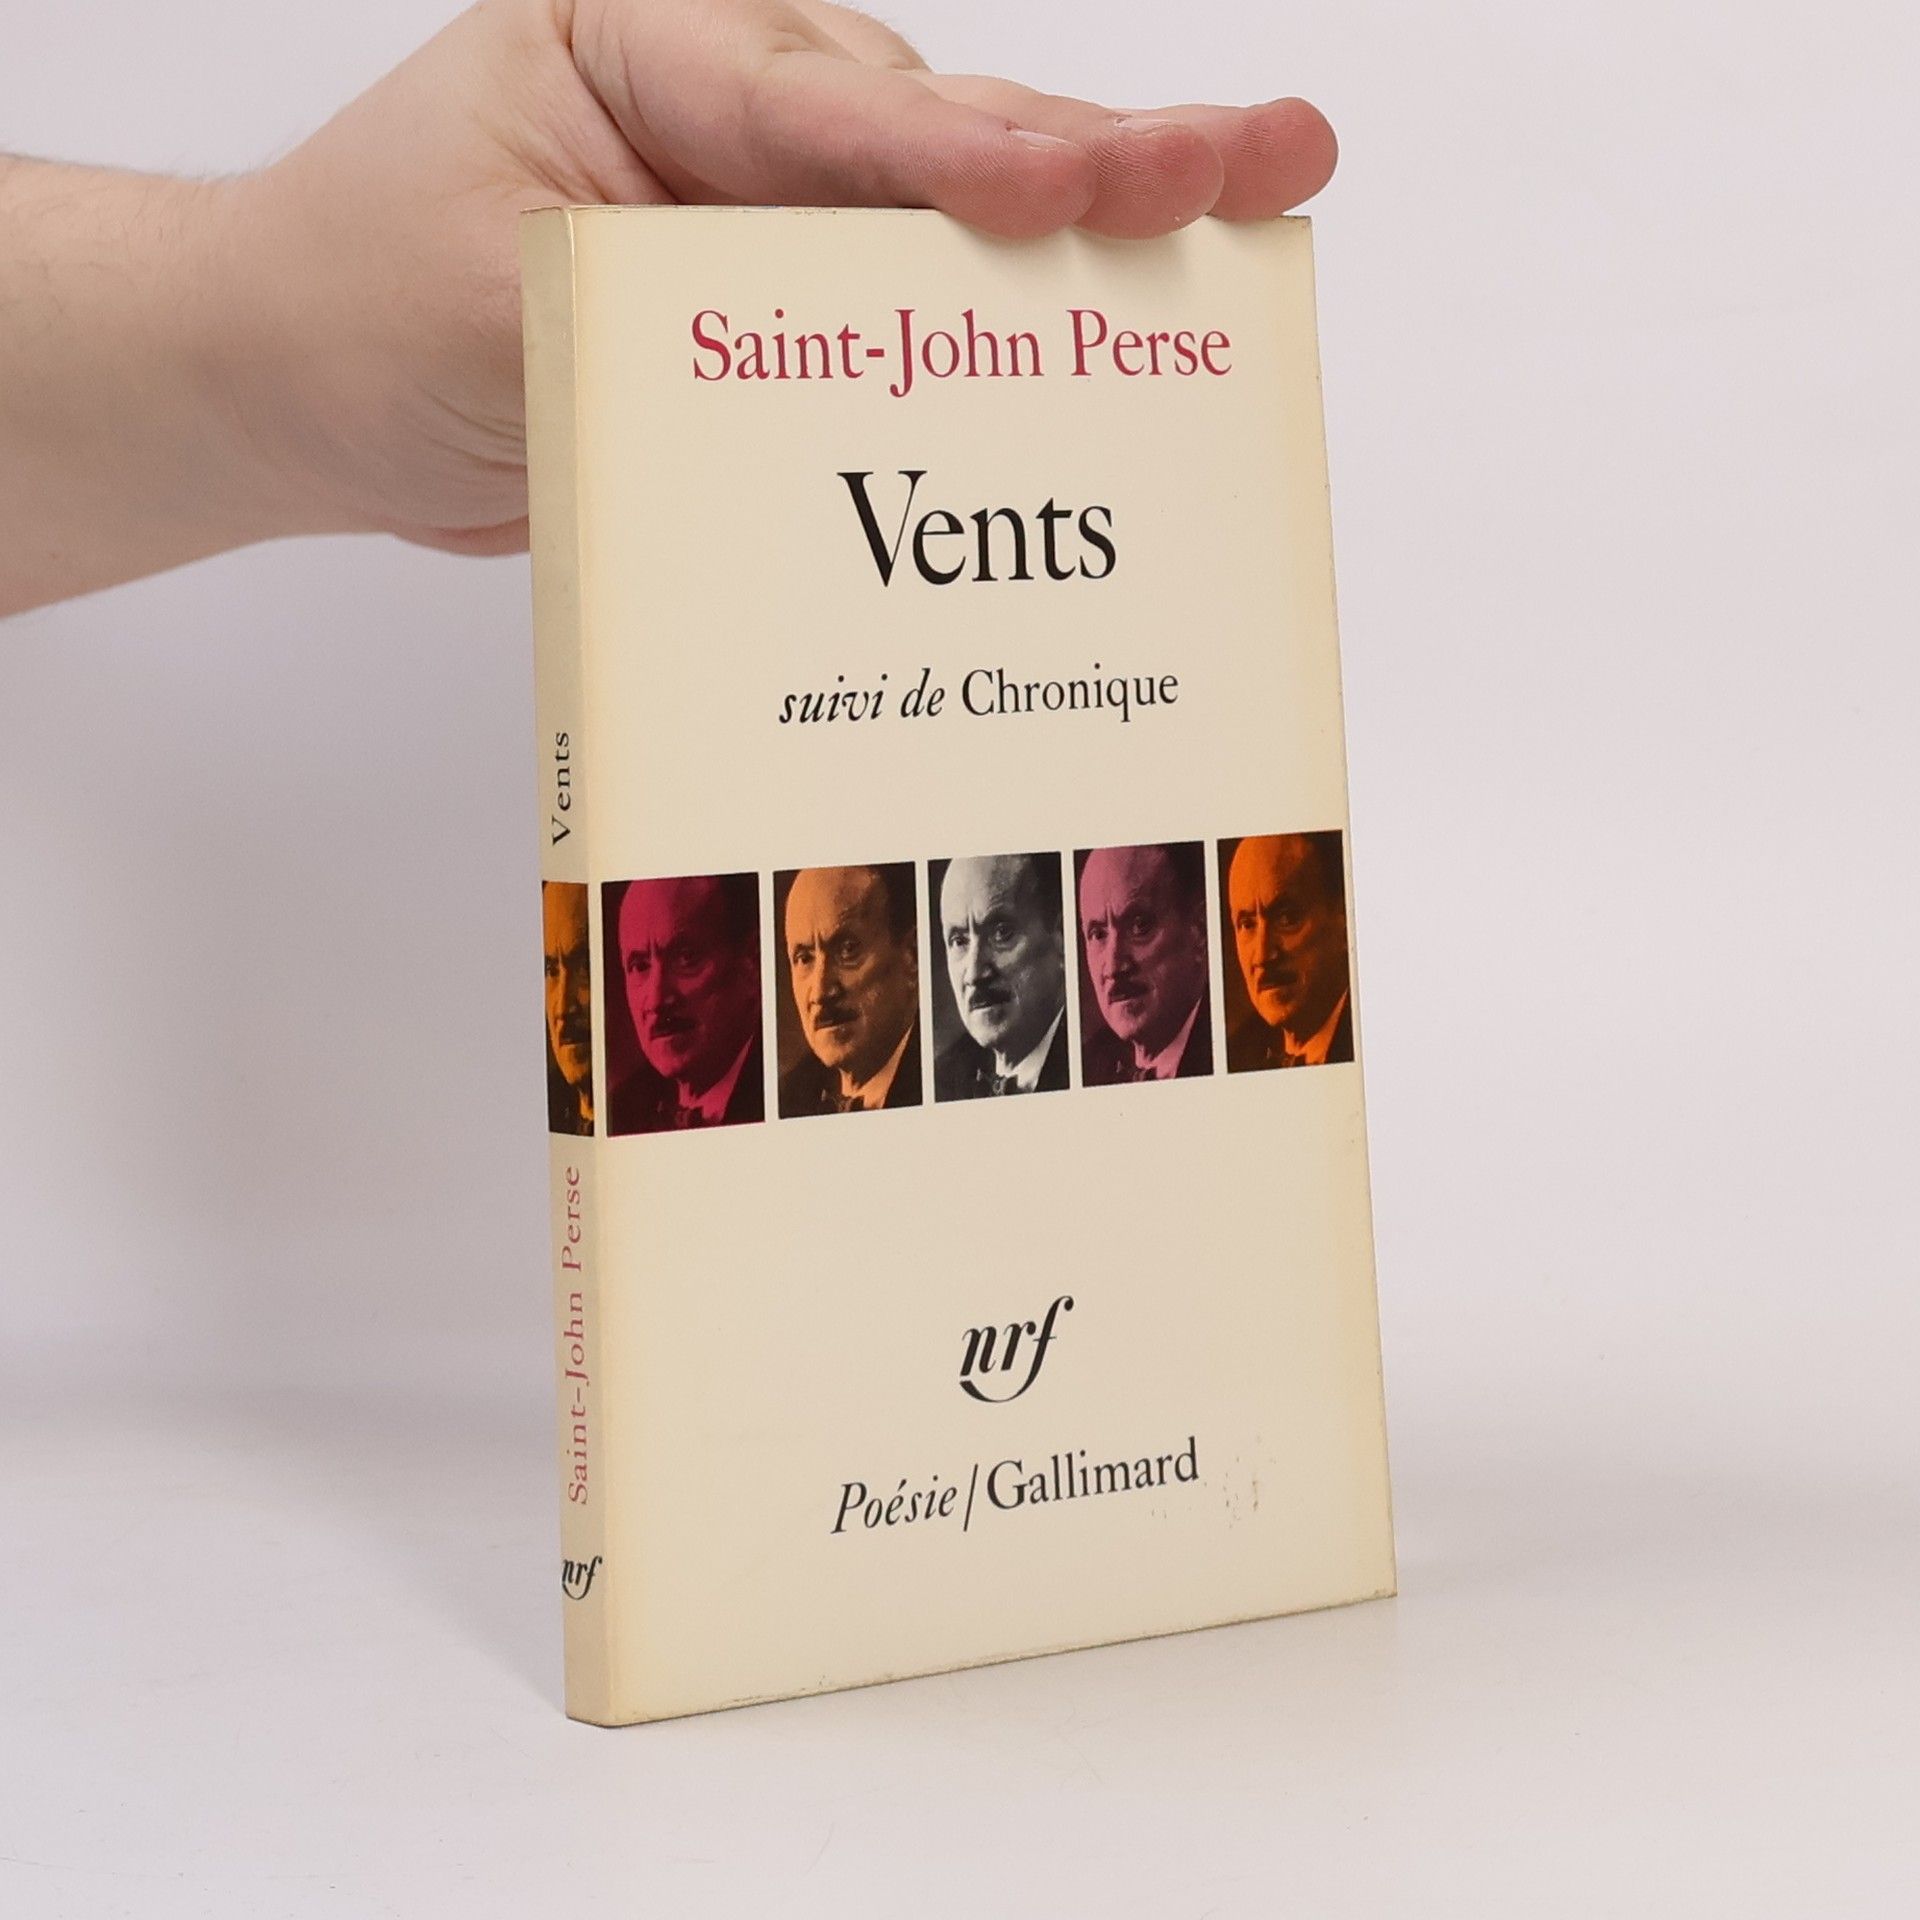 Saint-John Perse
Vents
suivi de Chronique
nrf
Poésie/Gallimard
Vents
Saint-John Perse
nrf